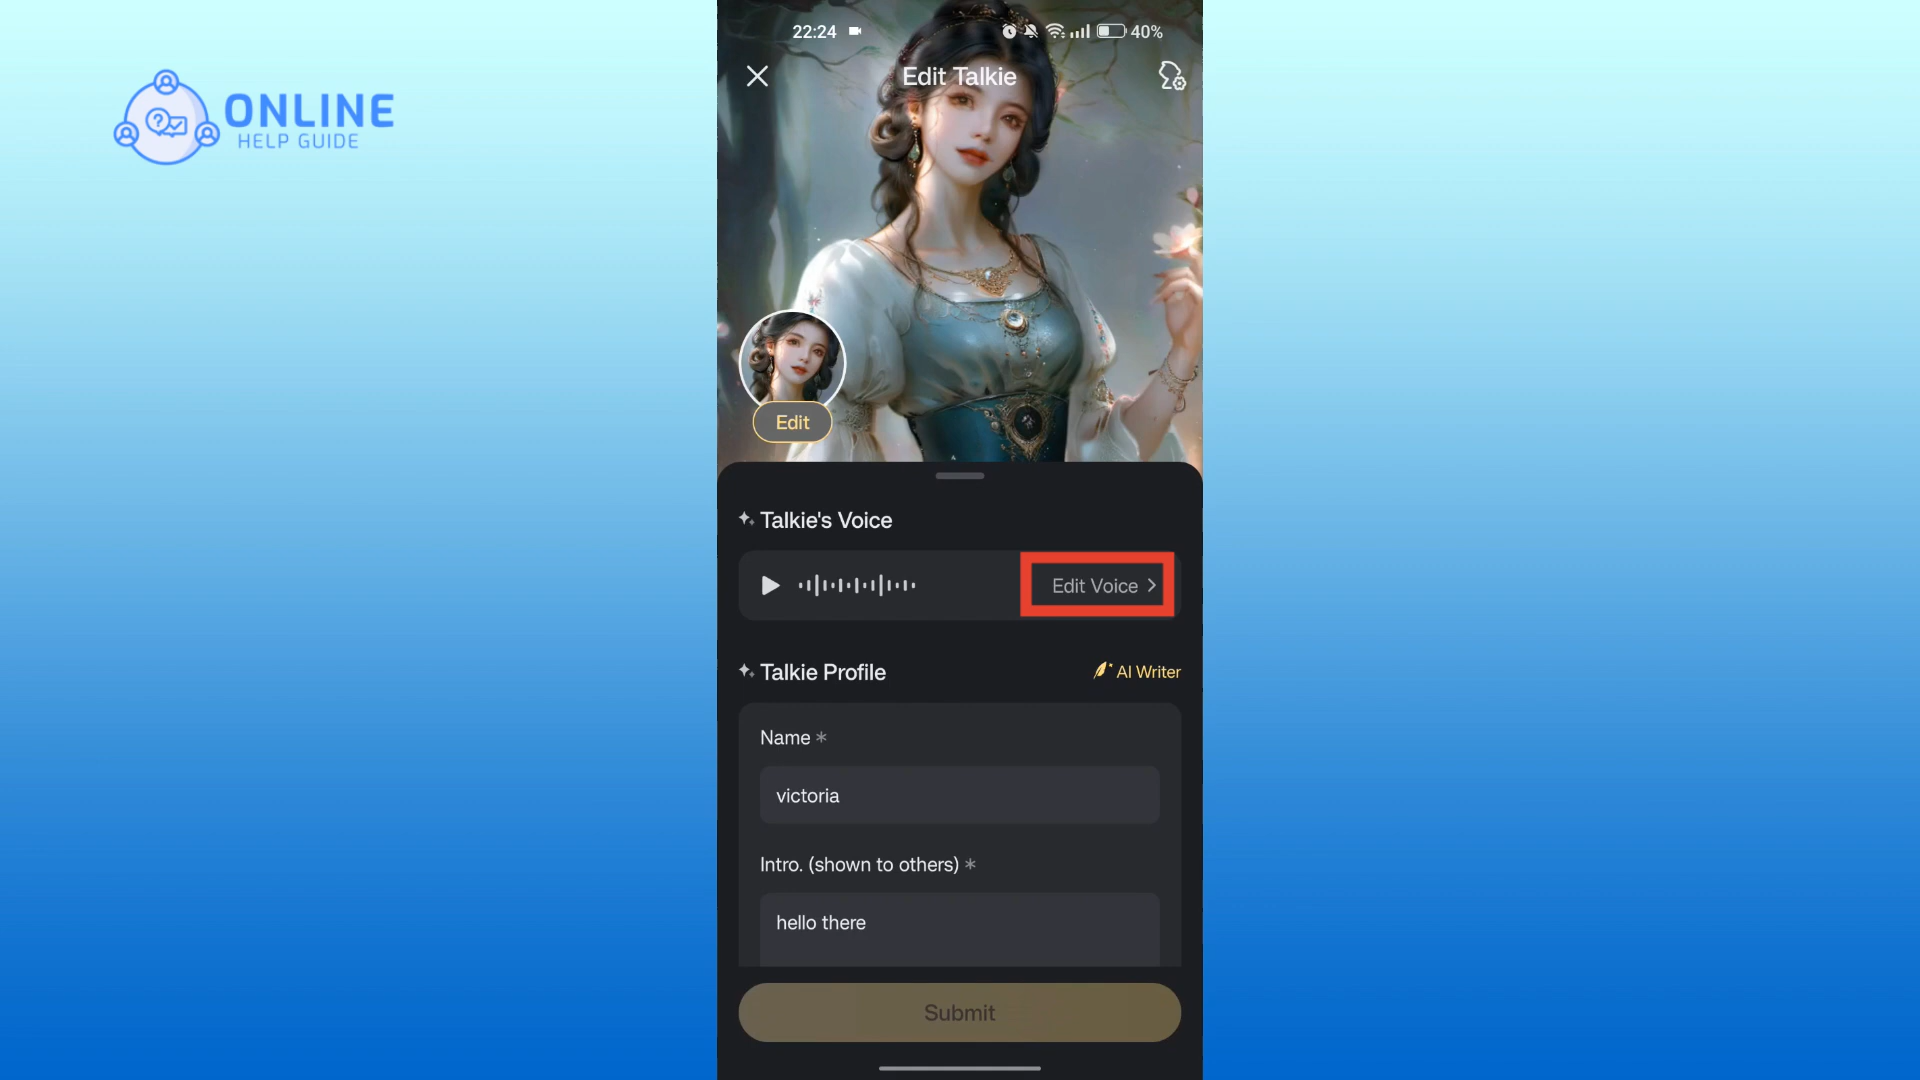 ONLINE
HELP GUIDE
22:24
40%
Edit Talkie
Edit
Talkie's Voice
Edit Voice >
Talkie Profile
AI Writer
Name *
victoria
Intro. (shown to others) *
hello there
Submit